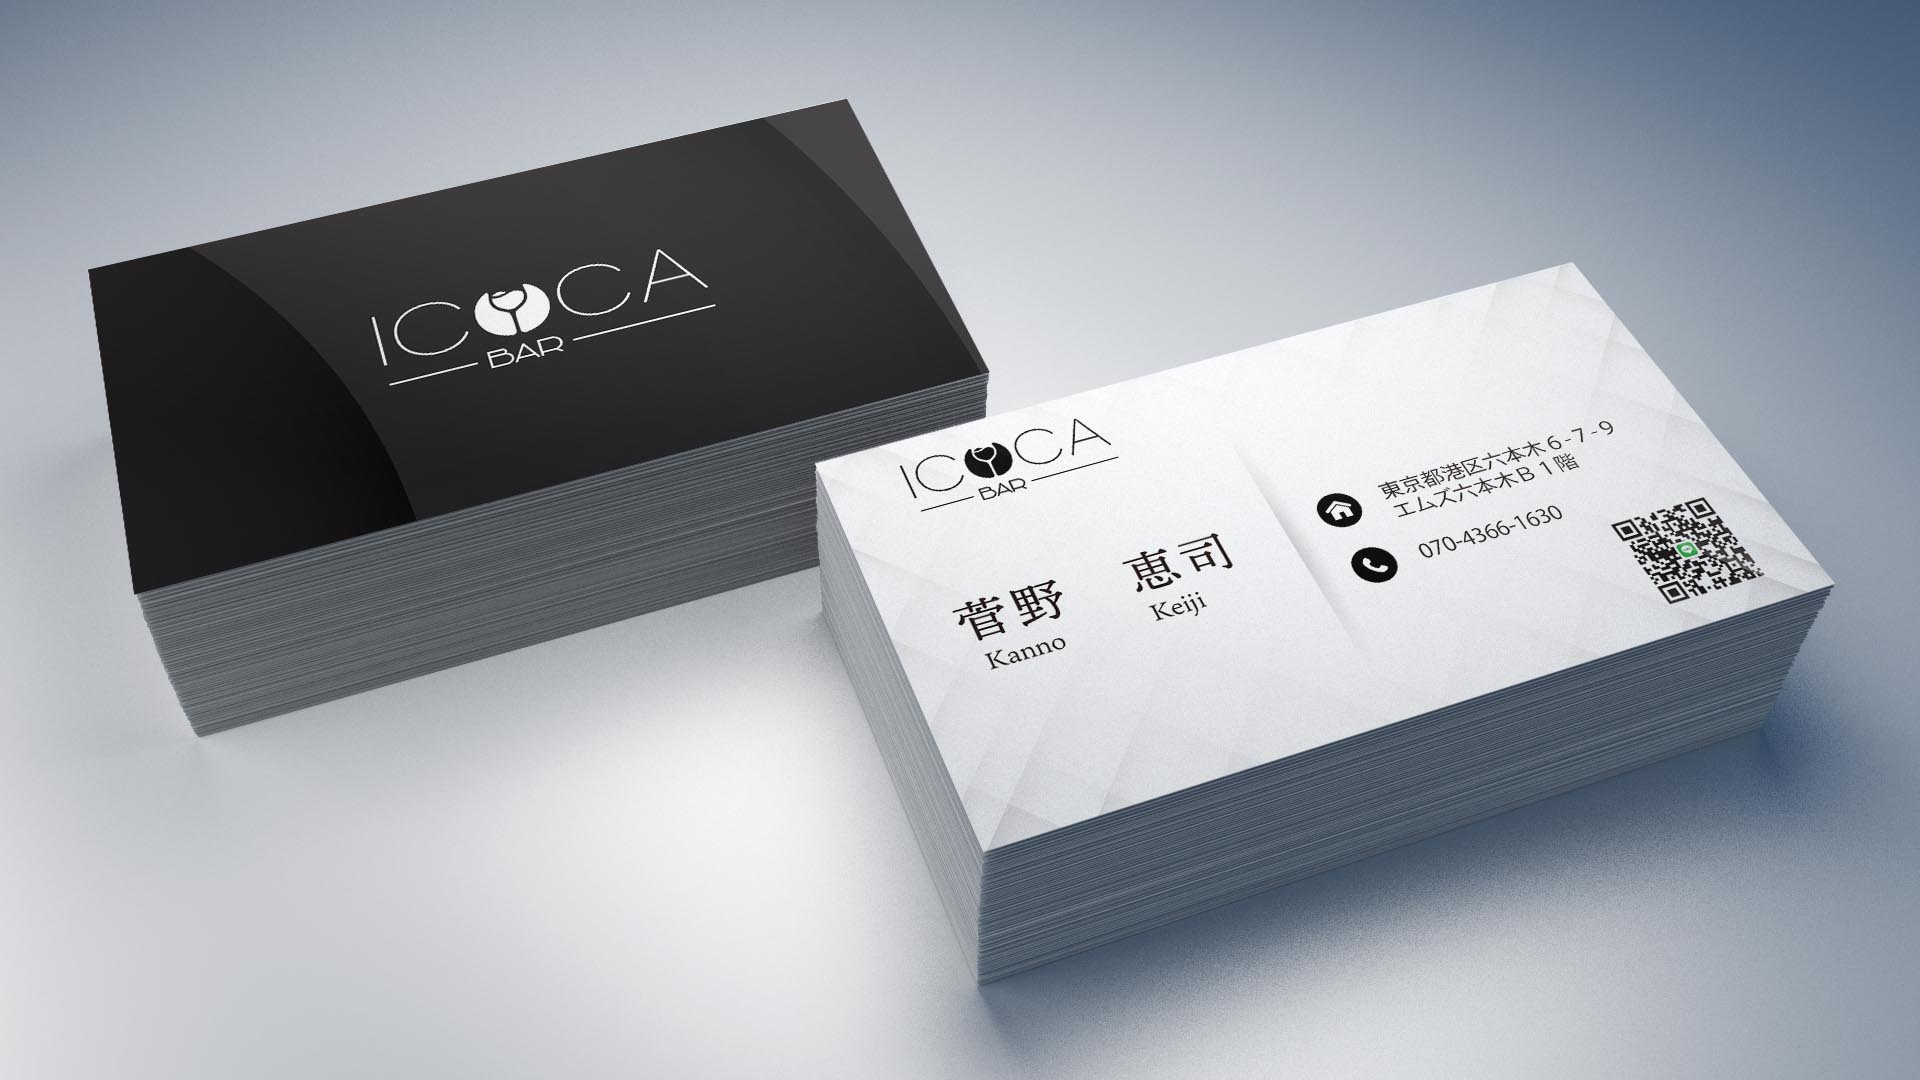 ICOCA
BAR
ICOCA
BAR
菅野 恵司
Kanno Keiji
東京都港区六本木６-７-９
エムズ六本木Ｂ１階
070-4366-1630